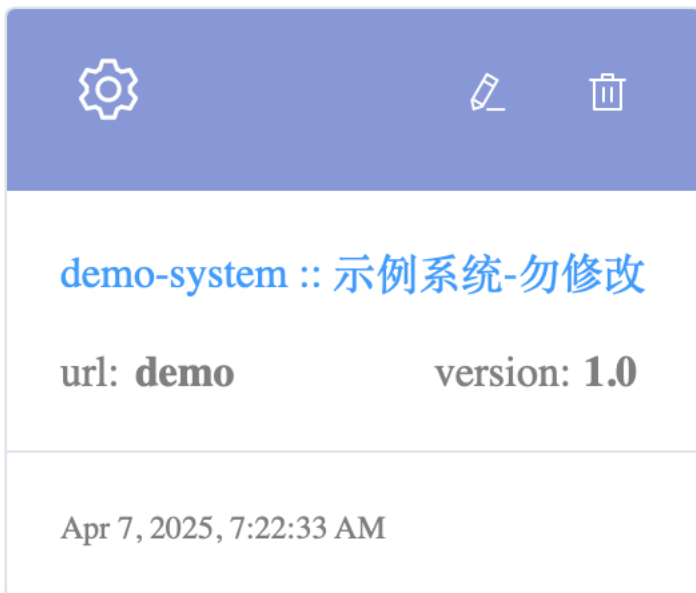 demo-system :: 示例系统-勿修改
url: demo version: 1.0
Apr 7, 2025, 7:22:33 AM